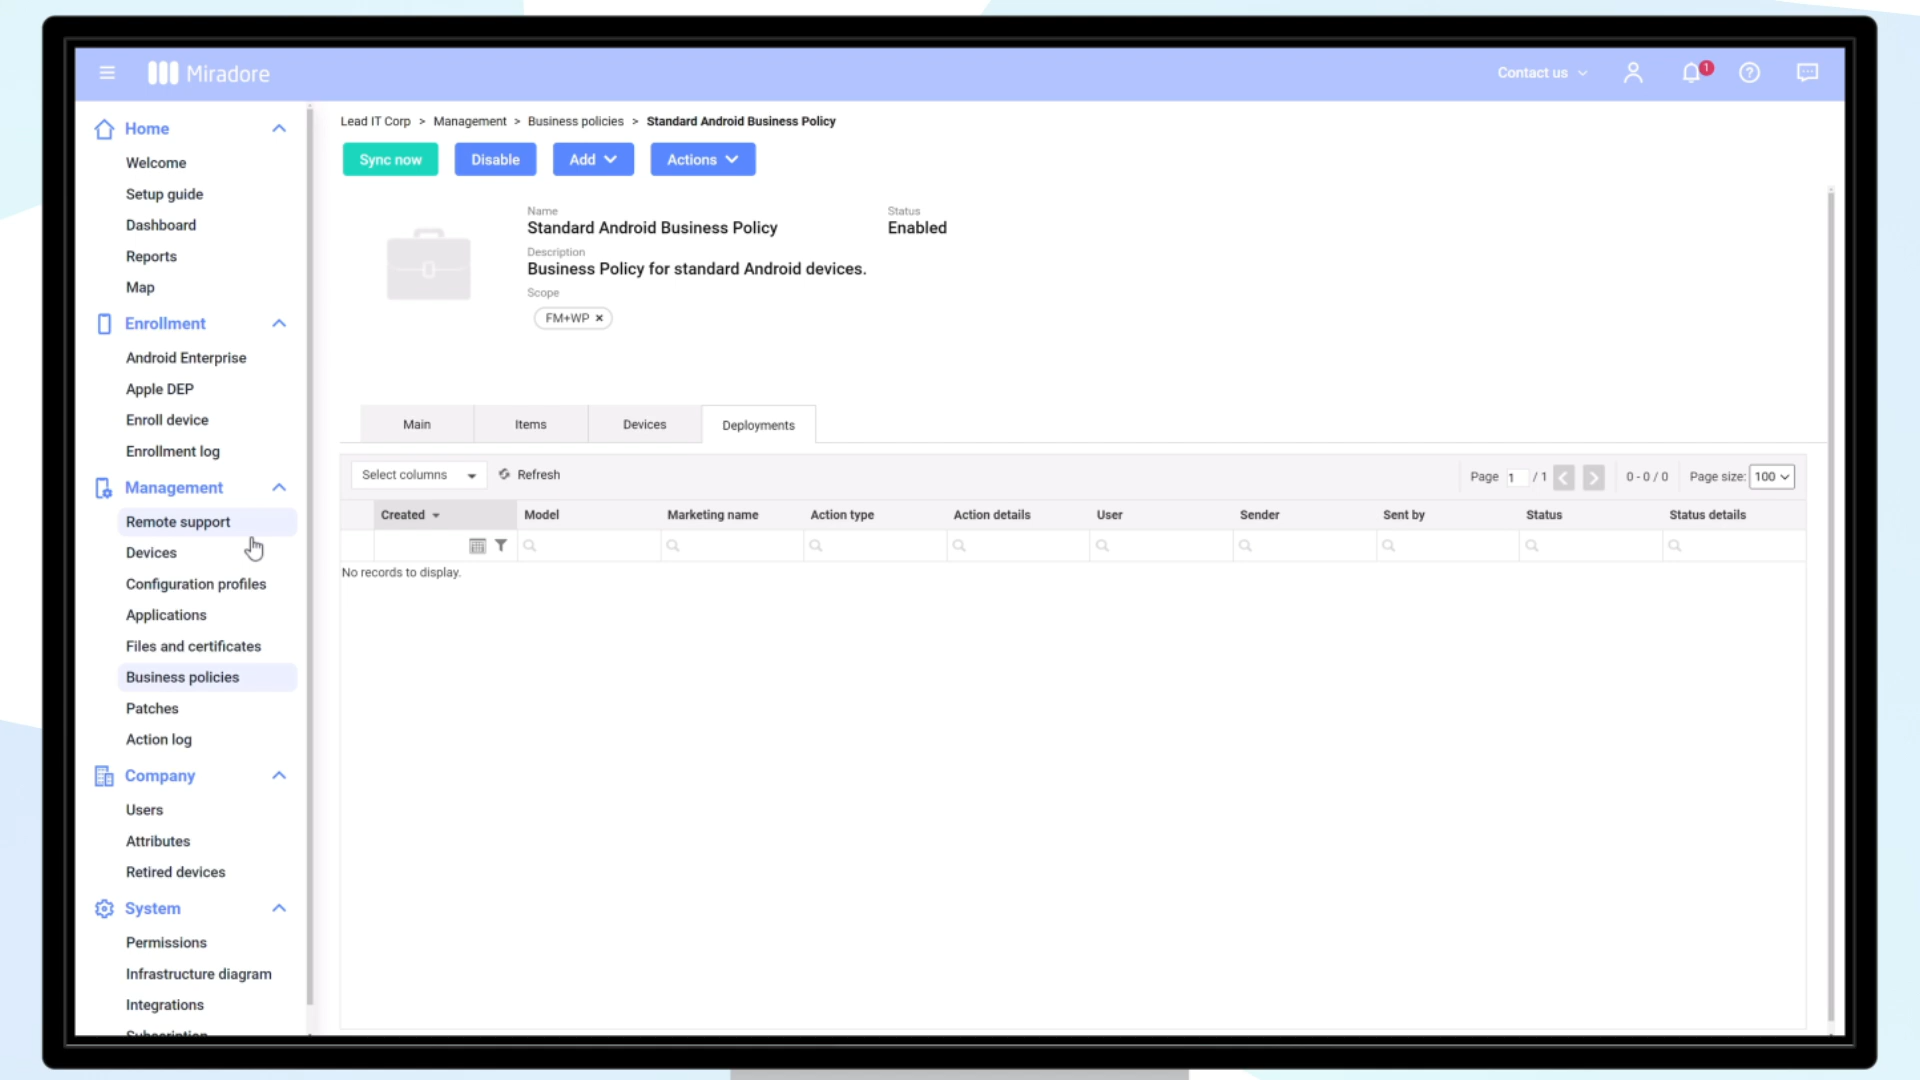 Miradore
Contact us
1
Home
Welcome
Setup guide
Dashboard
Reports
Map
Enrollment
Android Enterprise
Apple DEP
Enroll device
Enrollment log
Management
Remote support
Devices
Configuration profiles
Applications
Files and certificates
Business policies
Patches
Action log
Company
Users
Attributes
Retired devices
System
Permissions
Infrastructure diagram
Integrations
Subscription
Lead IT Corp > Management > Business policies > Standard Android Business Policy
Sync now Disable Add Actions
Name
Standard Android Business Policy
Status
Enabled
Description
Business Policy for standard Android devices.
Scope
FM+WP ×
Main Items Devices Deployments
Select columns Refresh Page 1 / 1 0 - 0 / 0 Page size: 100
Created Model Marketing name Action type Action details User Sender Sent by Status Status details
No records to display.